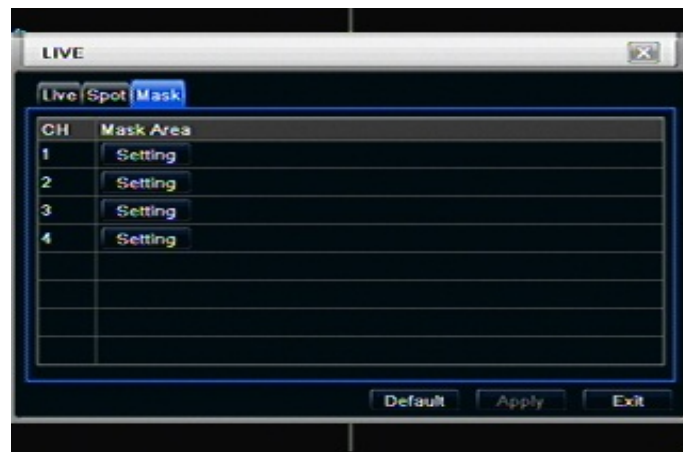 LIVE
Live Spot Mask
CH Mask Area
1 Setting
2 Setting
3 Setting
4 Setting
Default Apply Exit